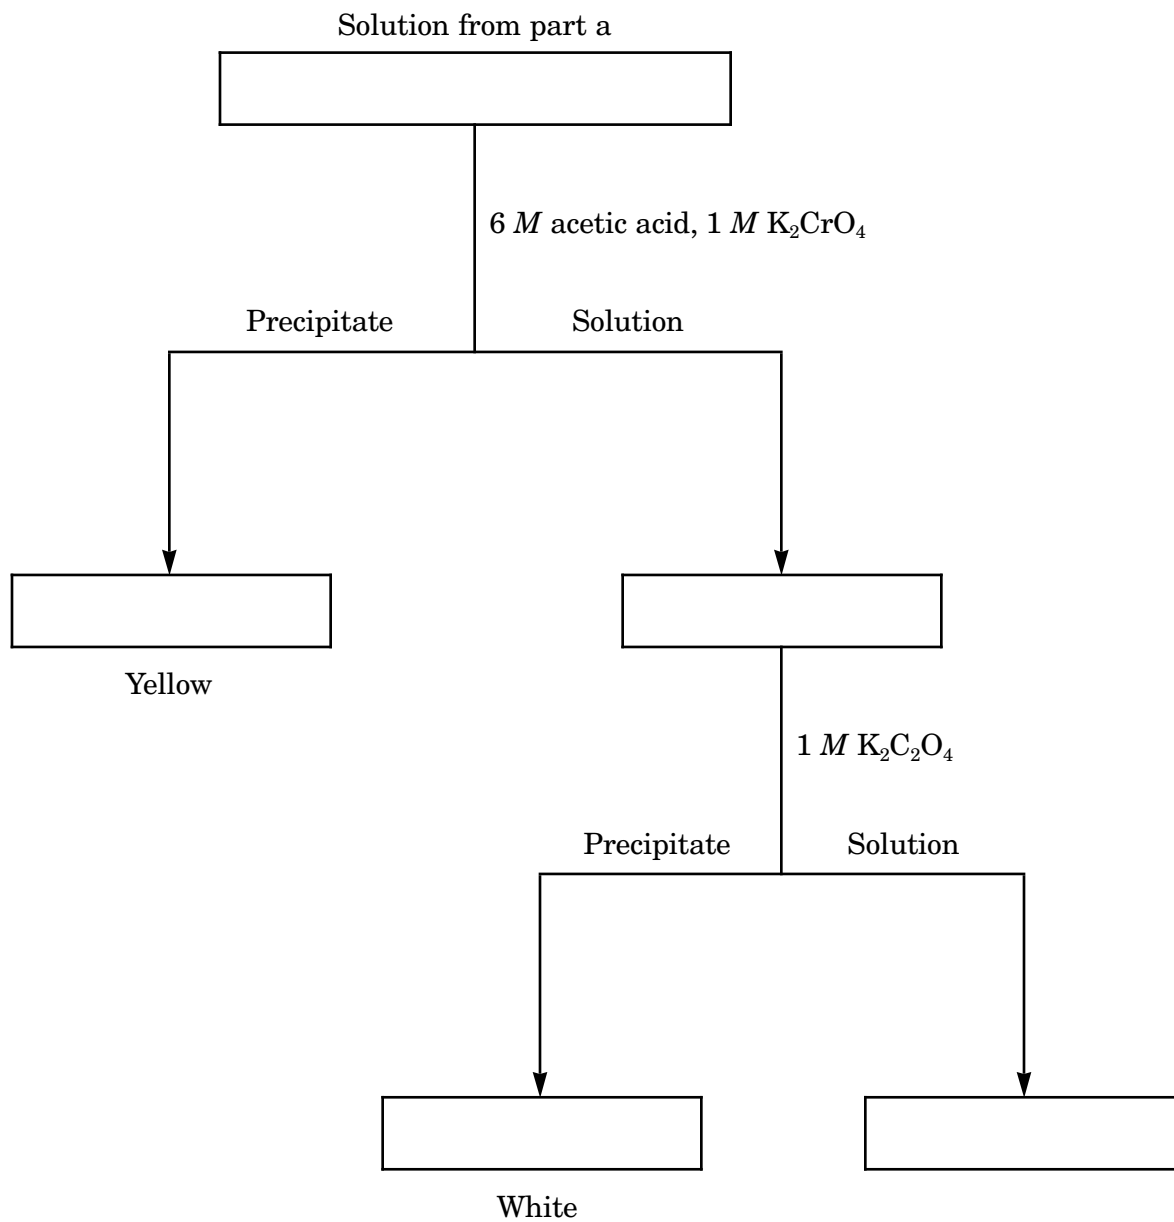 Solution from part a
6 M acetic acid, 1 M K₂CrO₄
Precipitate
Solution
Yellow
1 M K₂C₂O₄
Precipitate
Solution
White